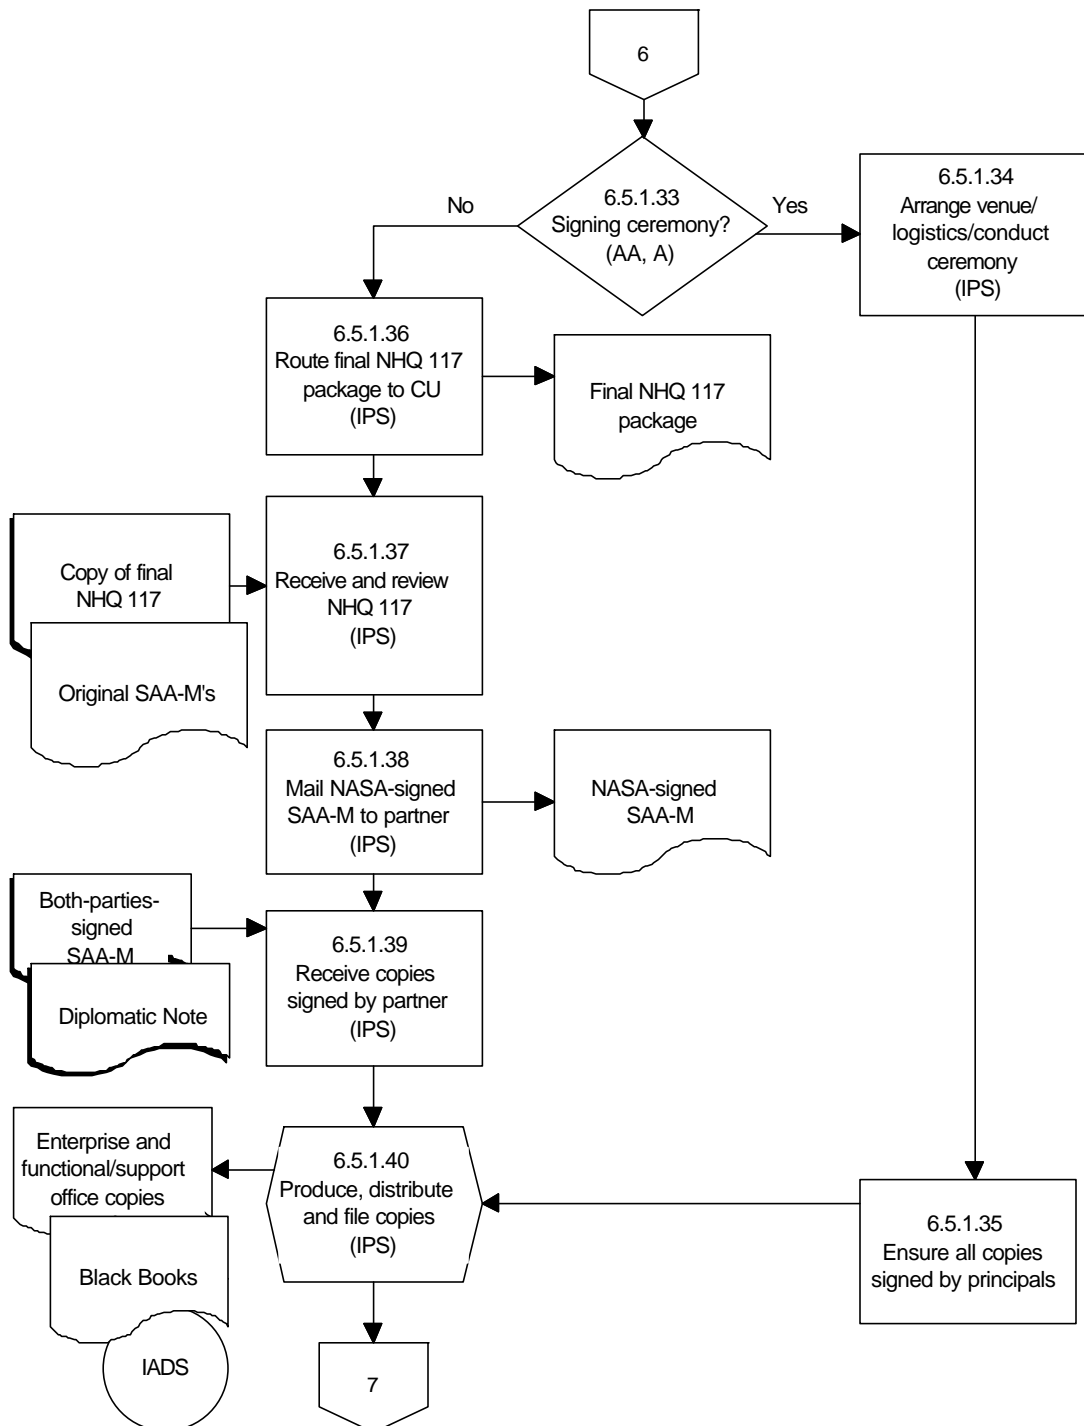 6
6.5.1.33
Signing ceremony?
(AA, A)
No
Yes
6.5.1.34
Arrange venue/
logistics/conduct
ceremony
(IPS)
6.5.1.36
Route final NHQ 117
package to CU
(IPS)
Final NHQ 117
package
Copy of final
NHQ 117
Original SAA-M's
6.5.1.37
Receive and review
NHQ 117
(IPS)
6.5.1.38
Mail NASA-signed
SAA-M to partner
(IPS)
NASA-signed
SAA-M
Both-parties-
signed
SAA-M
Diplomatic Note
6.5.1.39
Receive copies
signed by partner
(IPS)
Enterprise and
functional/support
office copies
Black Books
IADS
6.5.1.40
Produce, distribute
and file copies
(IPS)
6.5.1.35
Ensure all copies
signed by principals
7